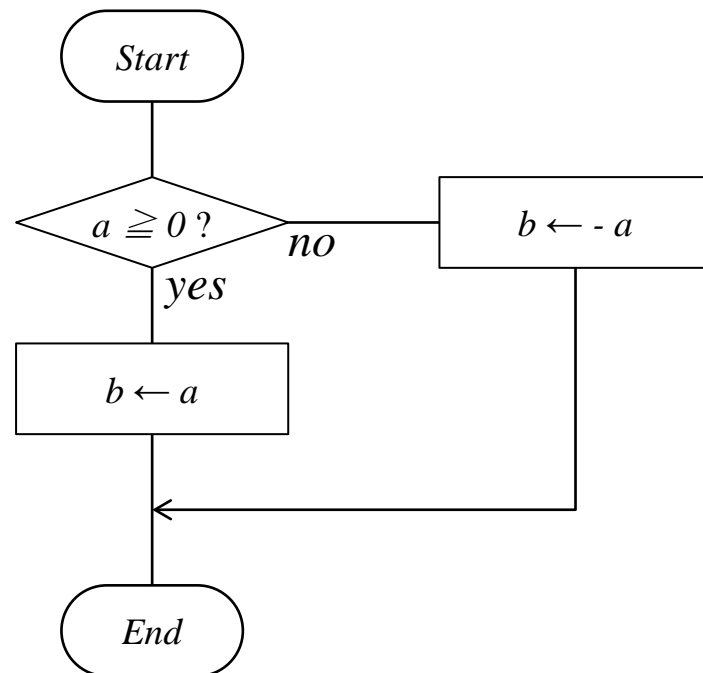 Start
a ≧ 0 ?
no
b ← - a
yes
b ← a
End